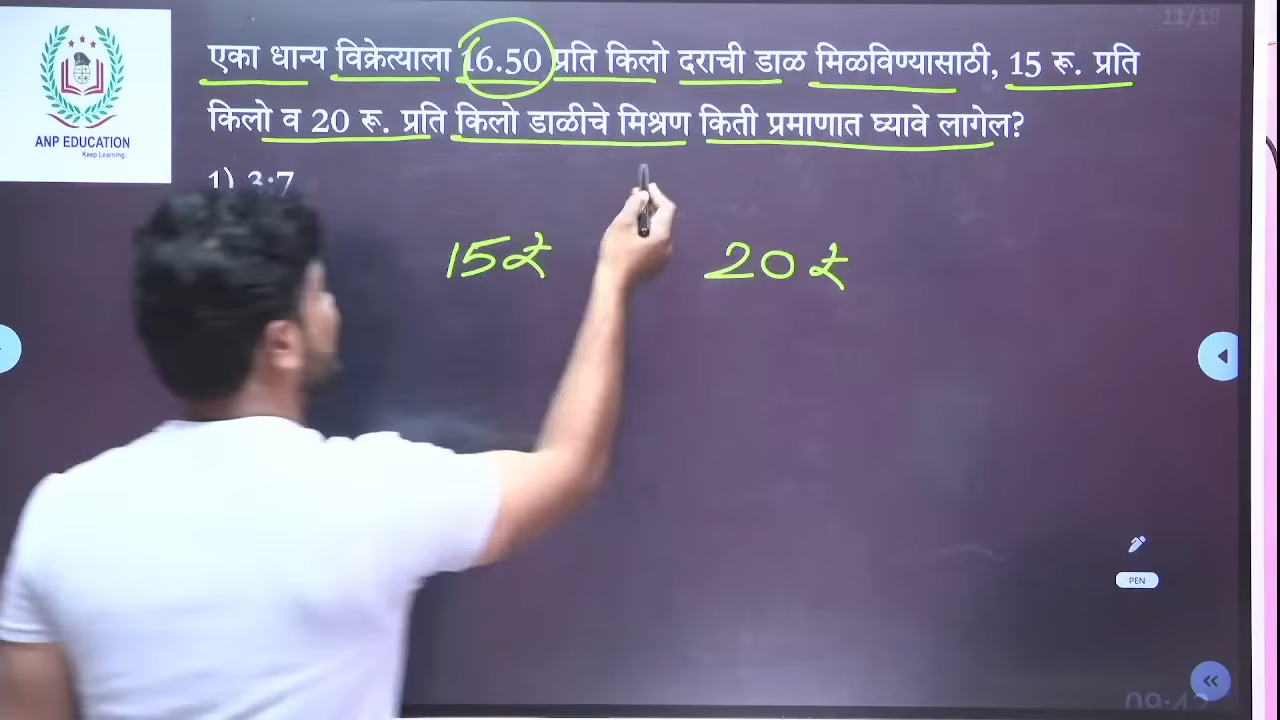 11/18
एका धान्य विक्रेत्याला 16.50 प्रति किलो दराची डाळ मिळविण्यासाठी, 15 रू. प्रति
किलो व 20 रू. प्रति किलो डाळीचे मिश्रण किती प्रमाणात घ्यावे लागेल?
ANP EDUCATION
Keep Learning..
1) 3:7
15₹ 20₹
PEN